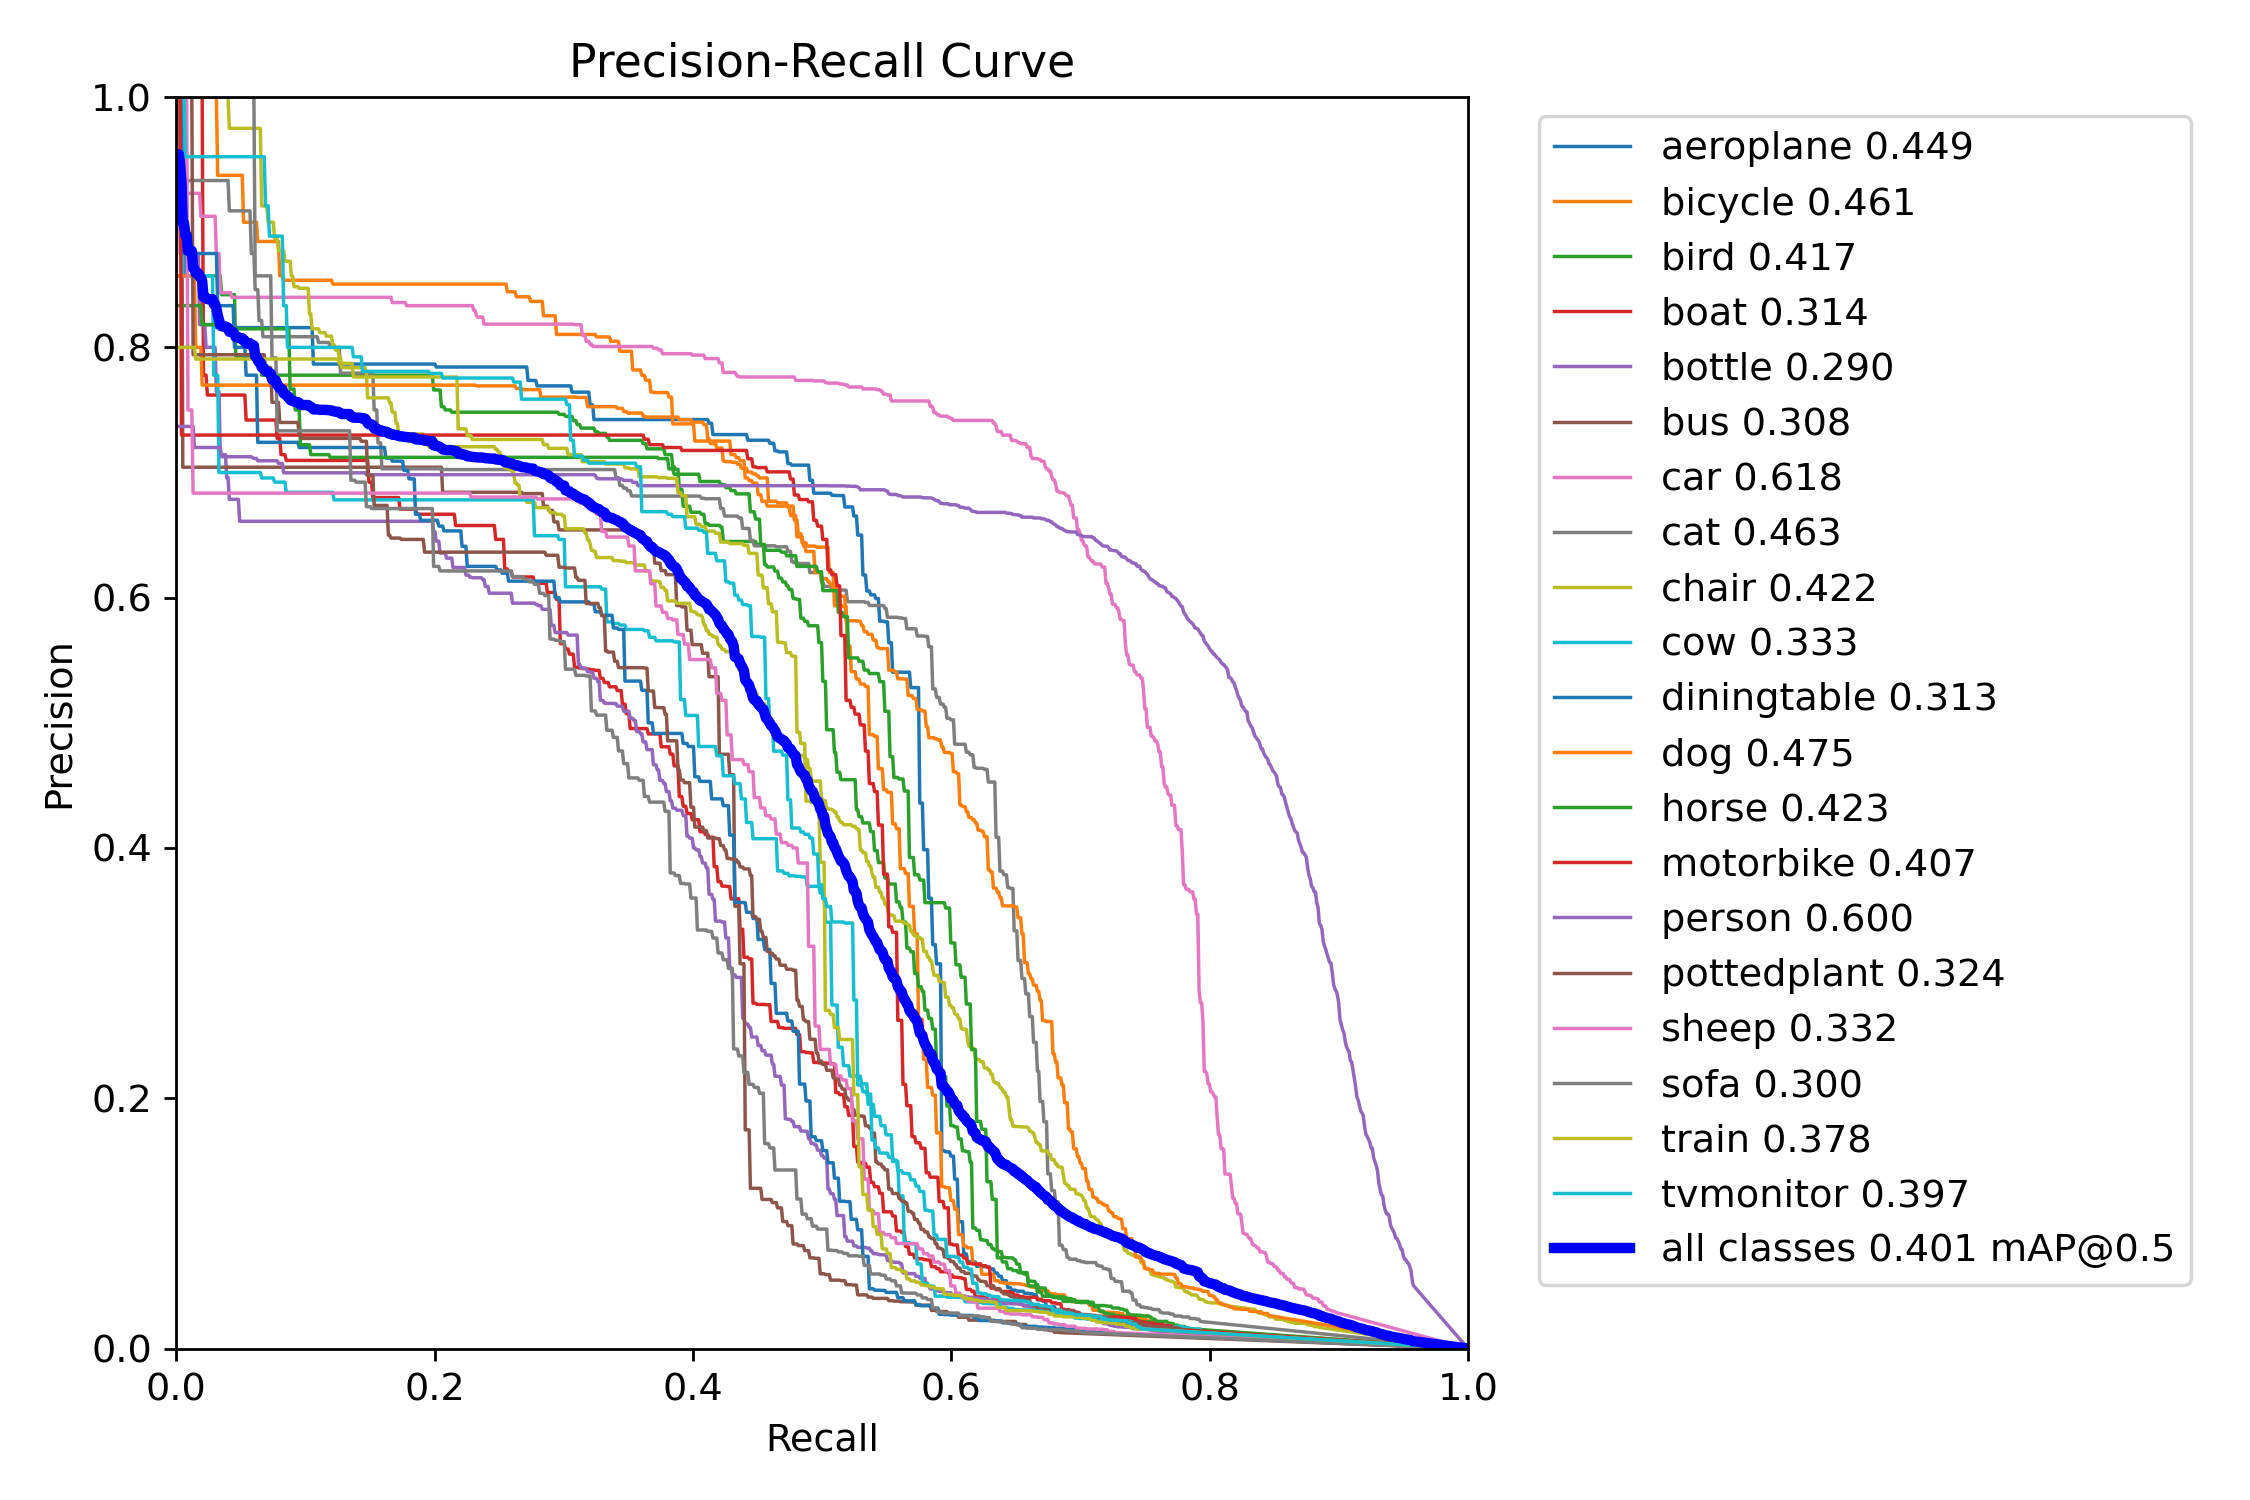 Precision-Recall Curve
1.0
0.8
0.6
0.4
0.2
0.0
Precision
0.0 0.2 0.4 0.6 0.8 1.0
Recall
aeroplane 0.449
bicycle 0.461
bird 0.417
boat 0.314
bottle 0.290
bus 0.308
car 0.618
cat 0.463
chair 0.422
cow 0.333
diningtable 0.313
dog 0.475
horse 0.423
motorbike 0.407
person 0.600
pottedplant 0.324
sheep 0.332
sofa 0.300
train 0.378
tvmonitor 0.397
all classes 0.401 mAP@0.5